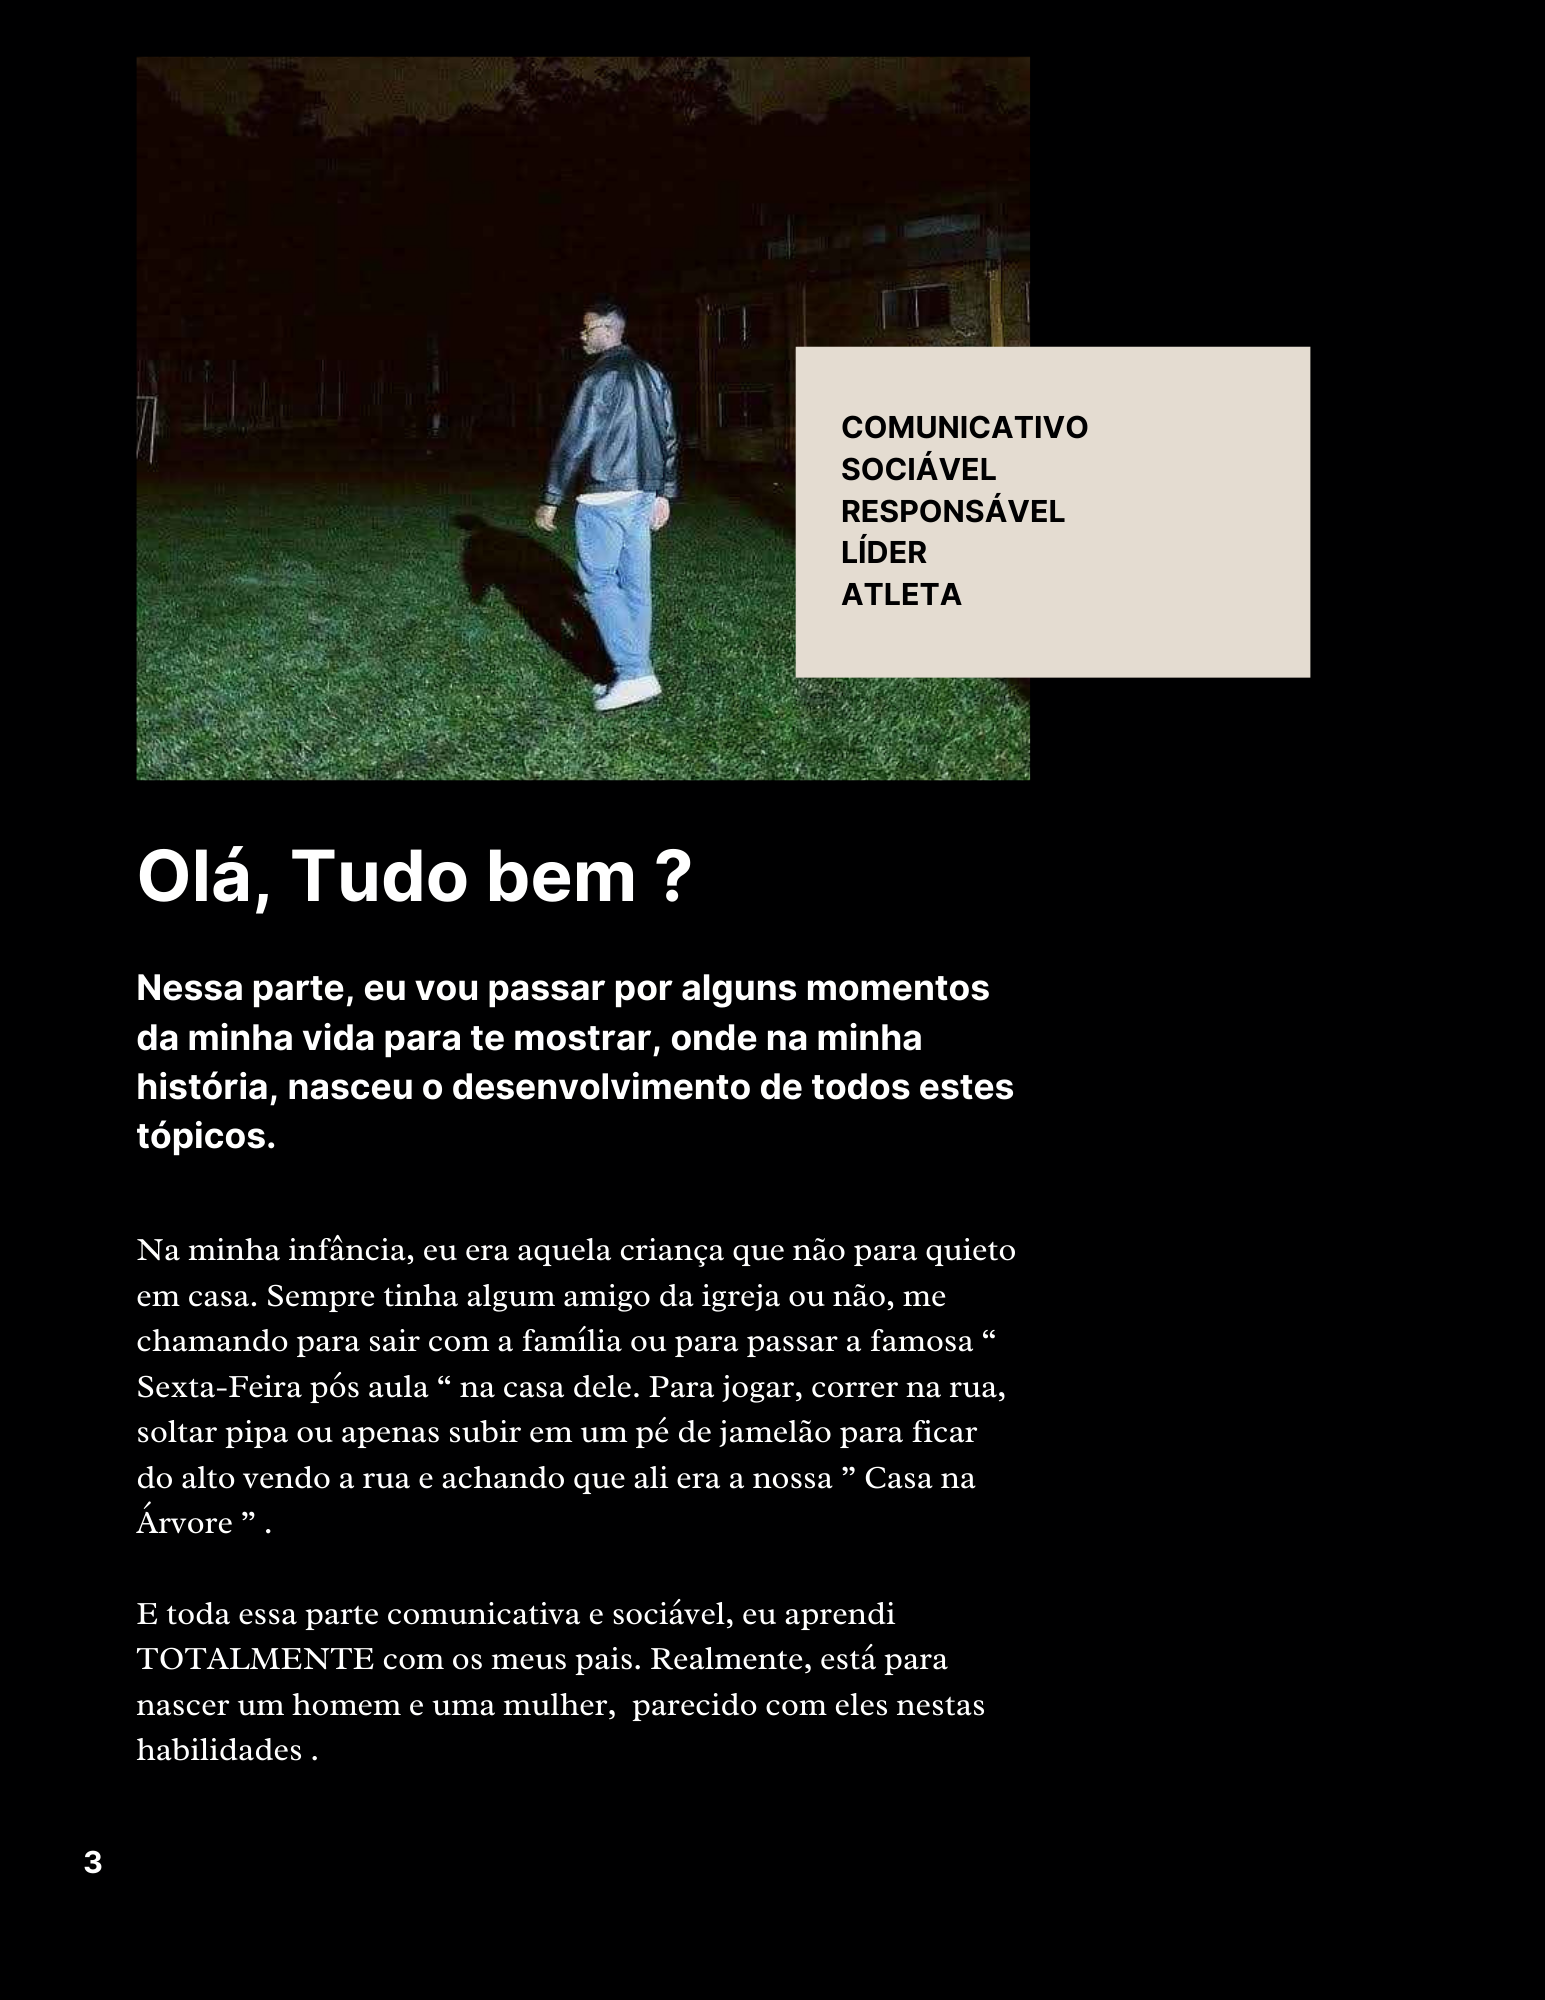 COMUNICATIVO
SOCIÁVEL
RESPONSÁVEL
LÍDER
ATLETA
Olá, Tudo bem ?
Nessa parte, eu vou passar por alguns momentos
da minha vida para te mostrar, onde na minha
história, nasceu o desenvolvimento de todos estes
tópicos.
Na minha infância, eu era aquela criança que não para quieto
em casa. Sempre tinha algum amigo da igreja ou não, me
chamando para sair com a família ou para passar a famosa “
Sexta-Feira pós aula “ na casa dele. Para jogar, correr na rua,
soltar pipa ou apenas subir em um pé de jamelão para ficar
do alto vendo a rua e achando que ali era a nossa ” Casa na
Árvore ” .
E toda essa parte comunicativa e sociável, eu aprendi
TOTALMENTE com os meus pais. Realmente, está para
nascer um homem e uma mulher,  parecido com eles nestas
habilidades .
3